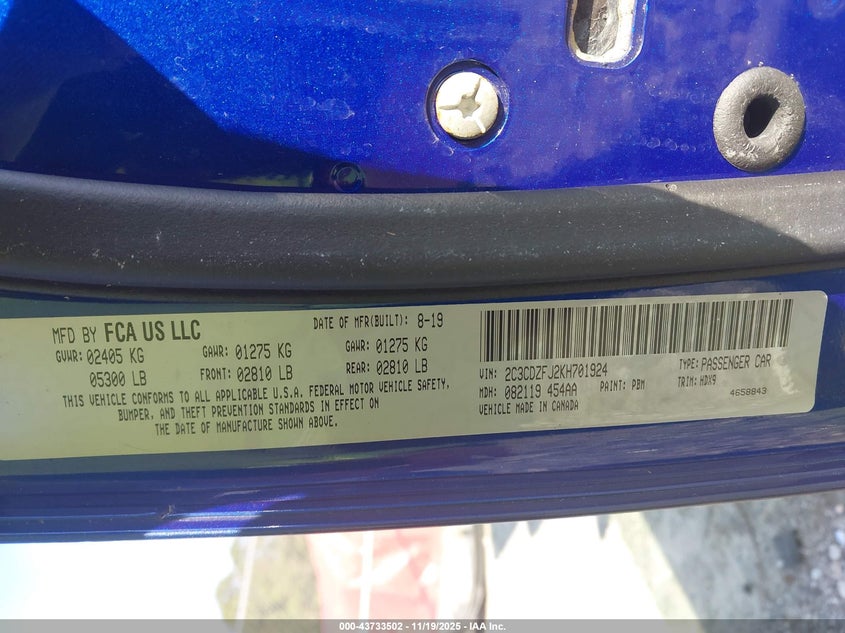 MFD BY FCA US LLC
DATE OF MFR(BUILT): 8-19
GVWR: 02405 KG
GAWR: 01275 KG
GAWR: 01275 KG
05300 LB
FRONT: 02810 LB
REAR: 02810 LB
THIS VEHICLE CONFORMS TO ALL APPLICABLE U.S.A. FEDERAL MOTOR VEHICLE SAFETY,
BUMPER, AND THEFT PREVENTION STANDARDS IN EFFECT ON
THE DATE OF MANUFACTURE SHOWN ABOVE.
VIN: 2C3CDZFJ2KH701924
TYPE: PASSENGER CAR
MDH: 082119 454AA
PAINT: PBM
TRIM: HDX9
VEHICLE MADE IN CANADA
4658843
000-43733502 - 11/19/2025 - IAA Inc.